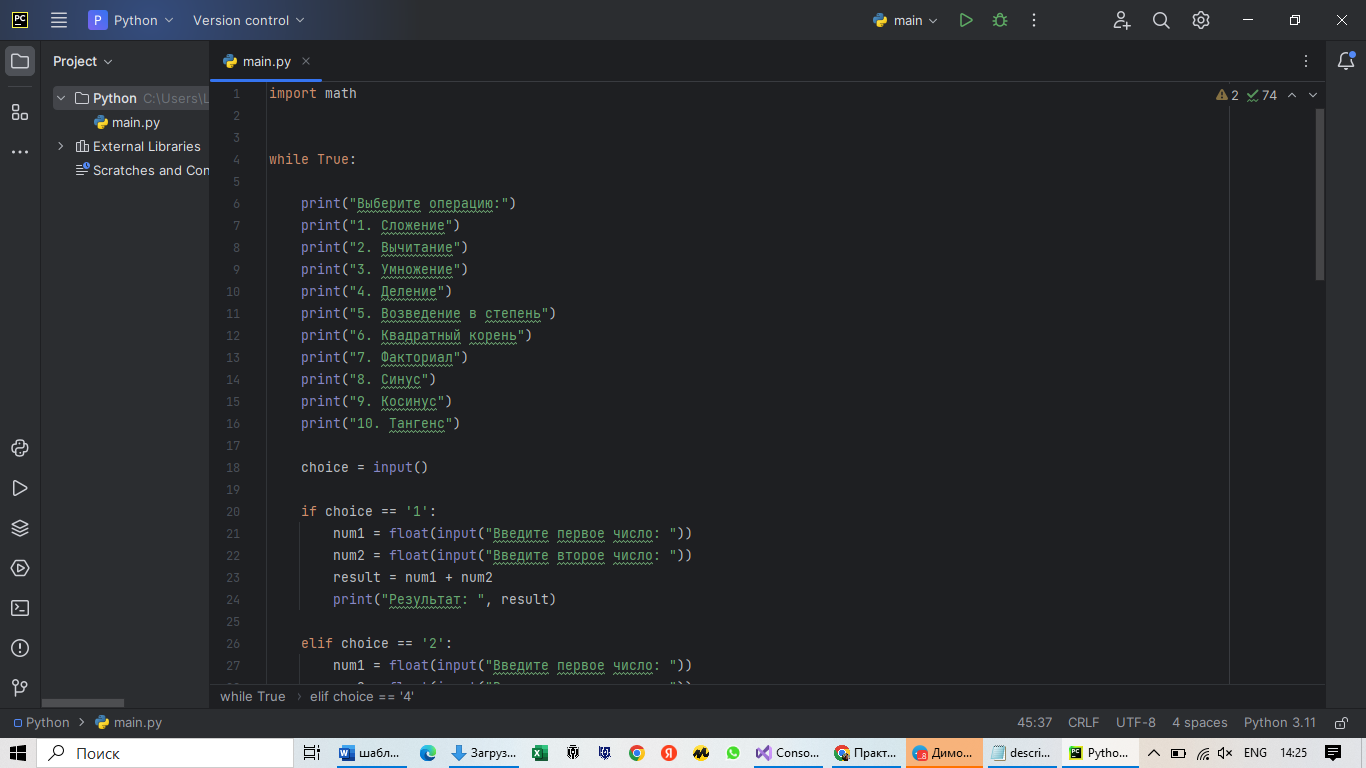 PC P Python Version control main
Project main.py
Python C:\Users\L
main.py
External Libraries
Scratches and Con
2 74
1 import math
2
3
4 while True:
5
6 print("Выберите операцию:")
7 print("1. Сложение")
8 print("2. Вычитание")
9 print("3. Умножение")
10 print("4. Деление")
11 print("5. Возведение в степень")
12 print("6. Квадратный корень")
13 print("7. Факториал")
14 print("8. Синус")
15 print("9. Косинус")
16 print("10. Тангенс")
17
18 choice = input()
19
20 if choice == '1':
21 num1 = float(input("Введите первое число: "))
22 num2 = float(input("Введите второе число: "))
23 result = num1 + num2
24 print("Результат: ", result)
25
26 elif choice == '2':
27 num1 = float(input("Введите первое число: "))
while True elif choice == '4'
Python main.py 45:37 CRLF UTF-8 4 spaces Python 3.11
Поиск шабл... Загруз... Conso... Практ... Димо... descri... Pytho... ENG 14:25